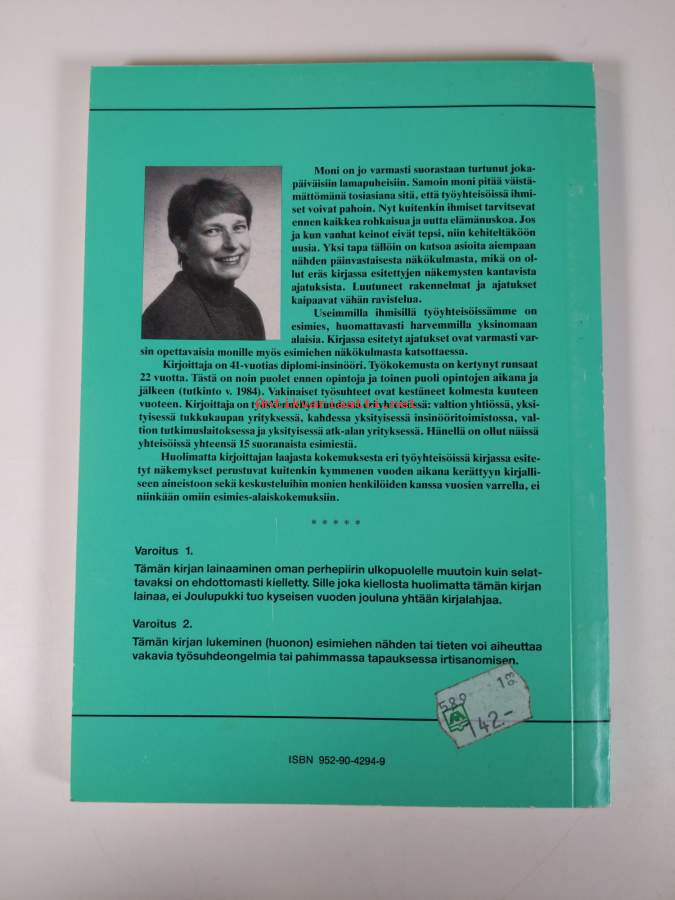 Moni on jo varmasti suorastaan turtunut joka-
päiväisiin lamapuheisiin. Samoin moni pitää väistä-
mättömänä tosiasiana sitä, että työyhteisöissä ihmi-
set voivat pahoin. Nyt kuitenkin ihmiset tarvitsevat
ennen kaikkea rohkaisua ja uutta elämänuskoa. Jos
ja kun vanhat keinot eivät tepsi, niin kehiteltäköön
uusia. Yksi tapa tällöin on katsoa asioita aiempaan
nähden päinvastaisesta näkökulmasta, mikä on ol-
lut eräs kirjassa esitettyjen näkemysten kantavista
ajatuksista. Luutuneet rakennelmat ja ajatukset
kaipaavat vähän ravistelua.
Useimmilla ihmisillä työyhteisöissämme on
esimies, huomattavasti harvemmilla yksinomaan
alaisia. Kirjassa esitetyt ajatukset ovat varmasti var-
sin opettavaisia monille myös esimiehen näkökulmasta katsottaessa.
Kirjoittaja on 41-vuotias diplomi-insinööri. Työkokemusta on kertynyt runsaat
22 vuotta. Tästä on noin puolet ennen opintoja ja toinen puoli opintojen aikana ja
jälkeen (tutkinto v. 1984). Vakinaiset työsuhteet ovat kestäneet kolmesta kuuteen
vuoteen. Kirjoittaja on työskennellyt kuudessa eri yhteisössä: valtion yhtiössä, yksi-
tyisessä tukkukaupan yrityksessä, kahdessa yksityisessä insinööritoimistossa, val-
tion tutkimuslaitoksessa ja yksityisessä atk-alan yrityksessä. Hänellä on ollut näissä
yhteisöissä yhteensä 15 suoranaista esimiestä.
Huolimatta kirjoittajan laajasta kokemuksesta eri työyhteisöissä kirjassa esite-
tyt näkemykset perustuvat kuitenkin kymmenen vuoden aikana kerättyyn kirjalli-
seen aineistoon sekä keskusteluihin monien henkilöiden kanssa vuosien varrella, ei
niinkään omiin esimies-alaiskokemuksiin.
* * * * *
Varoitus 1.
Tämän kirjan lainaaminen oman perhepiirin ulkopuolelle muutoin kuin selat-
tavaksi on ehdottomasti kielletty. Sille joka kiellosta huolimatta tämän kirjan
lainaa, ei Joulupukki tuo kyseisen vuoden jouluna yhtään kirjalahjaa.
Varoitus 2.
Tämän kirjan lukeminen (huonon) esimiehen nähden tai tieten voi aiheuttaa
vakavia työsuhdeongelmia tai pahimmassa tapauksessa irtisanomisen.
589 193
142.-
ISBN 952-90-4294-9